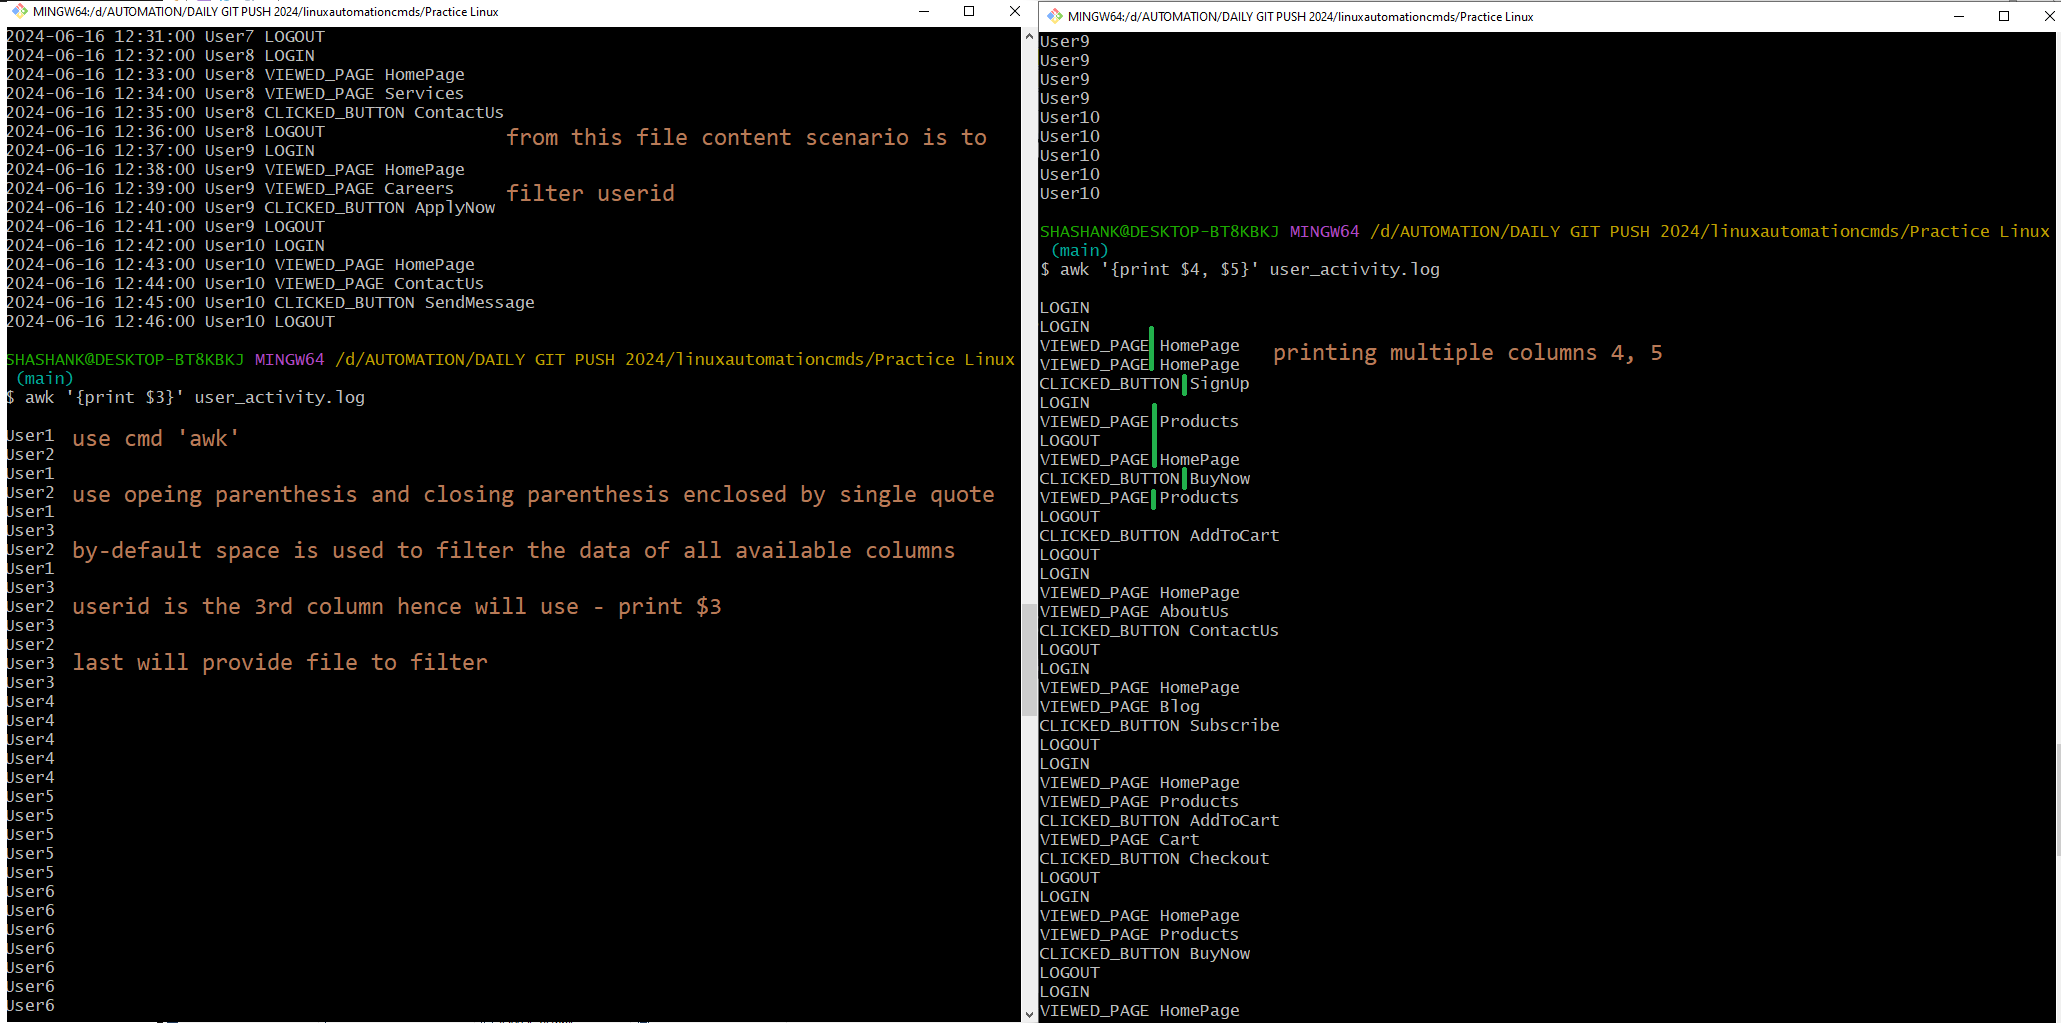 MINGW64:/d/AUTOMATION/DAILY GIT PUSH 2024/linuxautomationcmds/Practice Linux
2024-06-16 12:31:00 User7 LOGOUT
2024-06-16 12:32:00 User8 LOGIN
2024-06-16 12:33:00 User8 VIEWED_PAGE HomePage
2024-06-16 12:34:00 User8 VIEWED_PAGE Services
2024-06-16 12:35:00 User8 CLICKED_BUTTON ContactUs
2024-06-16 12:36:00 User8 LOGOUT
from this file content scenario is to
2024-06-16 12:37:00 User9 LOGIN
2024-06-16 12:38:00 User9 VIEWED_PAGE HomePage
2024-06-16 12:39:00 User9 VIEWED_PAGE Careers
filter userid
2024-06-16 12:40:00 User9 CLICKED_BUTTON ApplyNow
2024-06-16 12:41:00 User9 LOGOUT
2024-06-16 12:42:00 User10 LOGIN
2024-06-16 12:43:00 User10 VIEWED_PAGE HomePage
2024-06-16 12:44:00 User10 VIEWED_PAGE ContactUs
2024-06-16 12:45:00 User10 CLICKED_BUTTON SendMessage
2024-06-16 12:46:00 User10 LOGOUT
SHASHANK@DESKTOP-BT8KBKJ MINGW64 /d/AUTOMATION/DAILY GIT PUSH 2024/linuxautomationcmds/Practice Linux
(main)
$ awk '{print $3}' user_activity.log
User1
use cmd 'awk'
User2
User1
User2
use opeing parenthesis and closing parenthesis enclosed by single quote
User1
User3
User2
by-default space is used to filter the data of all available columns
User1
User3
User2
userid is the 3rd column hence will use - print $3
User3
User2
User3
last will provide file to filter
User3
User4
User4
User4
User4
User4
User5
User5
User5
User5
User5
User6
User6
User6
User6
User6
User6
User6
MINGW64:/d/AUTOMATION/DAILY GIT PUSH 2024/linuxautomationcmds/Practice Linux
User9
User9
User9
User9
User10
User10
User10
User10
User10
SHASHANK@DESKTOP-BT8KBKJ MINGW64 /d/AUTOMATION/DAILY GIT PUSH 2024/linuxautomationcmds/Practice Linux
(main)
$ awk '{print $4, $5}' user_activity.log
LOGIN
LOGIN
VIEWED_PAGE HomePage
printing multiple columns 4, 5
VIEWED_PAGE HomePage
CLICKED_BUTTON SignUp
LOGIN
VIEWED_PAGE Products
LOGOUT
VIEWED_PAGE HomePage
CLICKED_BUTTON BuyNow
VIEWED_PAGE Products
LOGOUT
CLICKED_BUTTON AddToCart
LOGOUT
LOGIN
VIEWED_PAGE HomePage
VIEWED_PAGE AboutUs
CLICKED_BUTTON ContactUs
LOGOUT
LOGIN
VIEWED_PAGE HomePage
VIEWED_PAGE Blog
CLICKED_BUTTON Subscribe
LOGOUT
LOGIN
VIEWED_PAGE HomePage
VIEWED_PAGE Products
CLICKED_BUTTON AddToCart
VIEWED_PAGE Cart
CLICKED_BUTTON Checkout
LOGOUT
LOGIN
VIEWED_PAGE HomePage
VIEWED_PAGE Products
CLICKED_BUTTON BuyNow
LOGOUT
LOGIN
VIEWED_PAGE HomePage